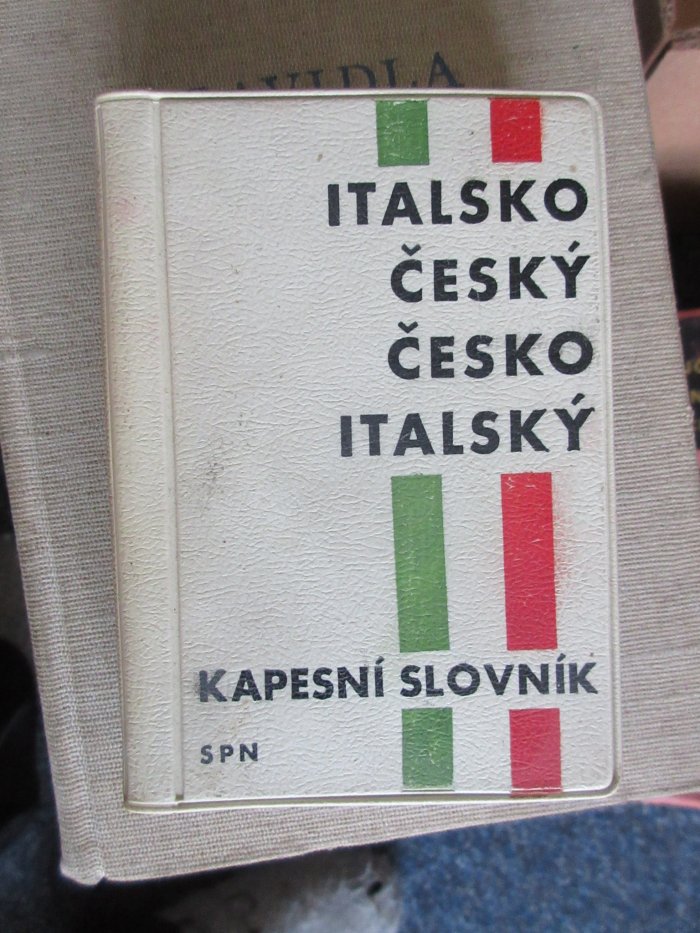 ITALSKO
ČESKÝ
ČESKO
ITALSKÝ
KAPESNÍ SLOVNÍK
SPN